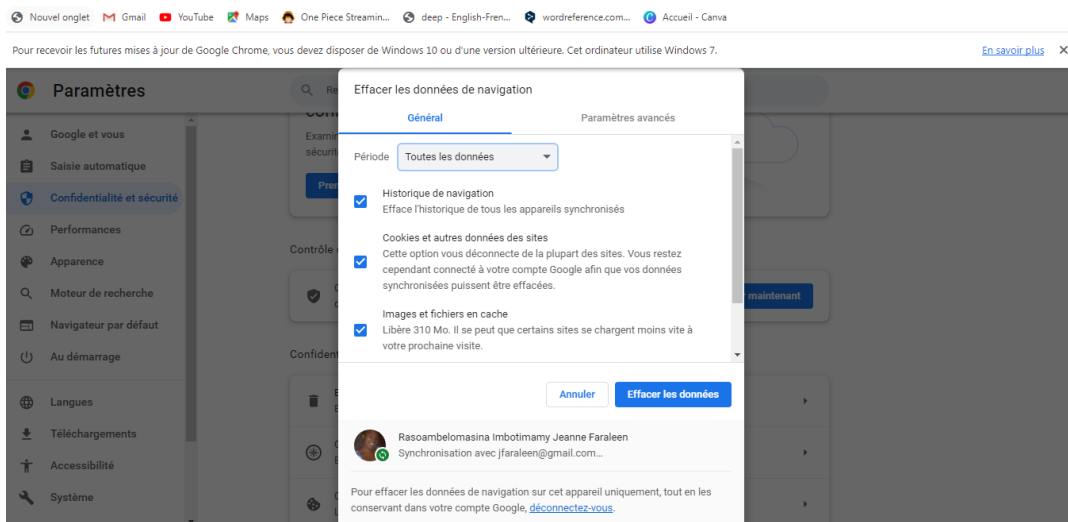 Nouvel onglet Gmail YouTube Maps One Piece Streamin... deep - English-Fren... wordreference.com... Accueil - Canva
Pour recevoir les futures mises à jour de Google Chrome, vous devez disposer de Windows 10 ou d'une version ultérieure. Cet ordinateur utilise Windows 7. En savoir plus
Paramètres
Google et vous
Saisie automatique
Confidentialité et sécurité
Performances
Apparence
Moteur de recherche
Navigateur par défaut
Au démarrage
Langues
Téléchargements
Accessibilité
Système
Contrôle
maintenant
Effacer les données de navigation
Général Paramètres avancés
Période Toutes les données
Historique de navigation
Efface l'historique de tous les appareils synchronisés
Cookies et autres données des sites
Cette option vous déconnecte de la plupart des sites. Vous restez
cependant connecté à votre compte Google afin que vos données
synchronisées puissent être effacées.
Images et fichiers en cache
Libère 310 Mo. Il se peut que certains sites se chargent moins vite à
votre prochaine visite.
Annuler Effacer les données
Rasoambelomasina Imbotimamy Jeanne Faraleen
Synchronisation avec jfaraleen@gmail.com...
Pour effacer les données de navigation sur cet appareil uniquement, tout en les
conservant dans votre compte Google, déconnectez-vous.